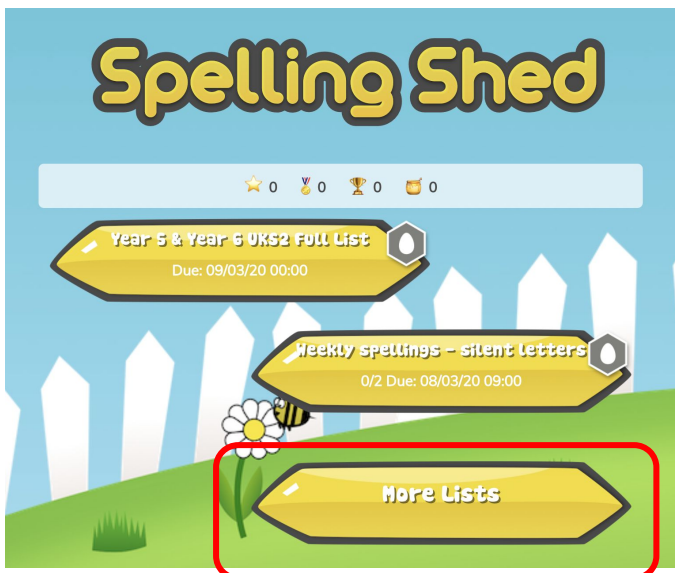 Spelling Shed
0 0 0 0
Year 5 & Year 6 UKS2 Full List
Due: 09/03/20 00:00
Weekly spellings - silent letters
0/2 Due: 08/03/20 09:00
More Lists